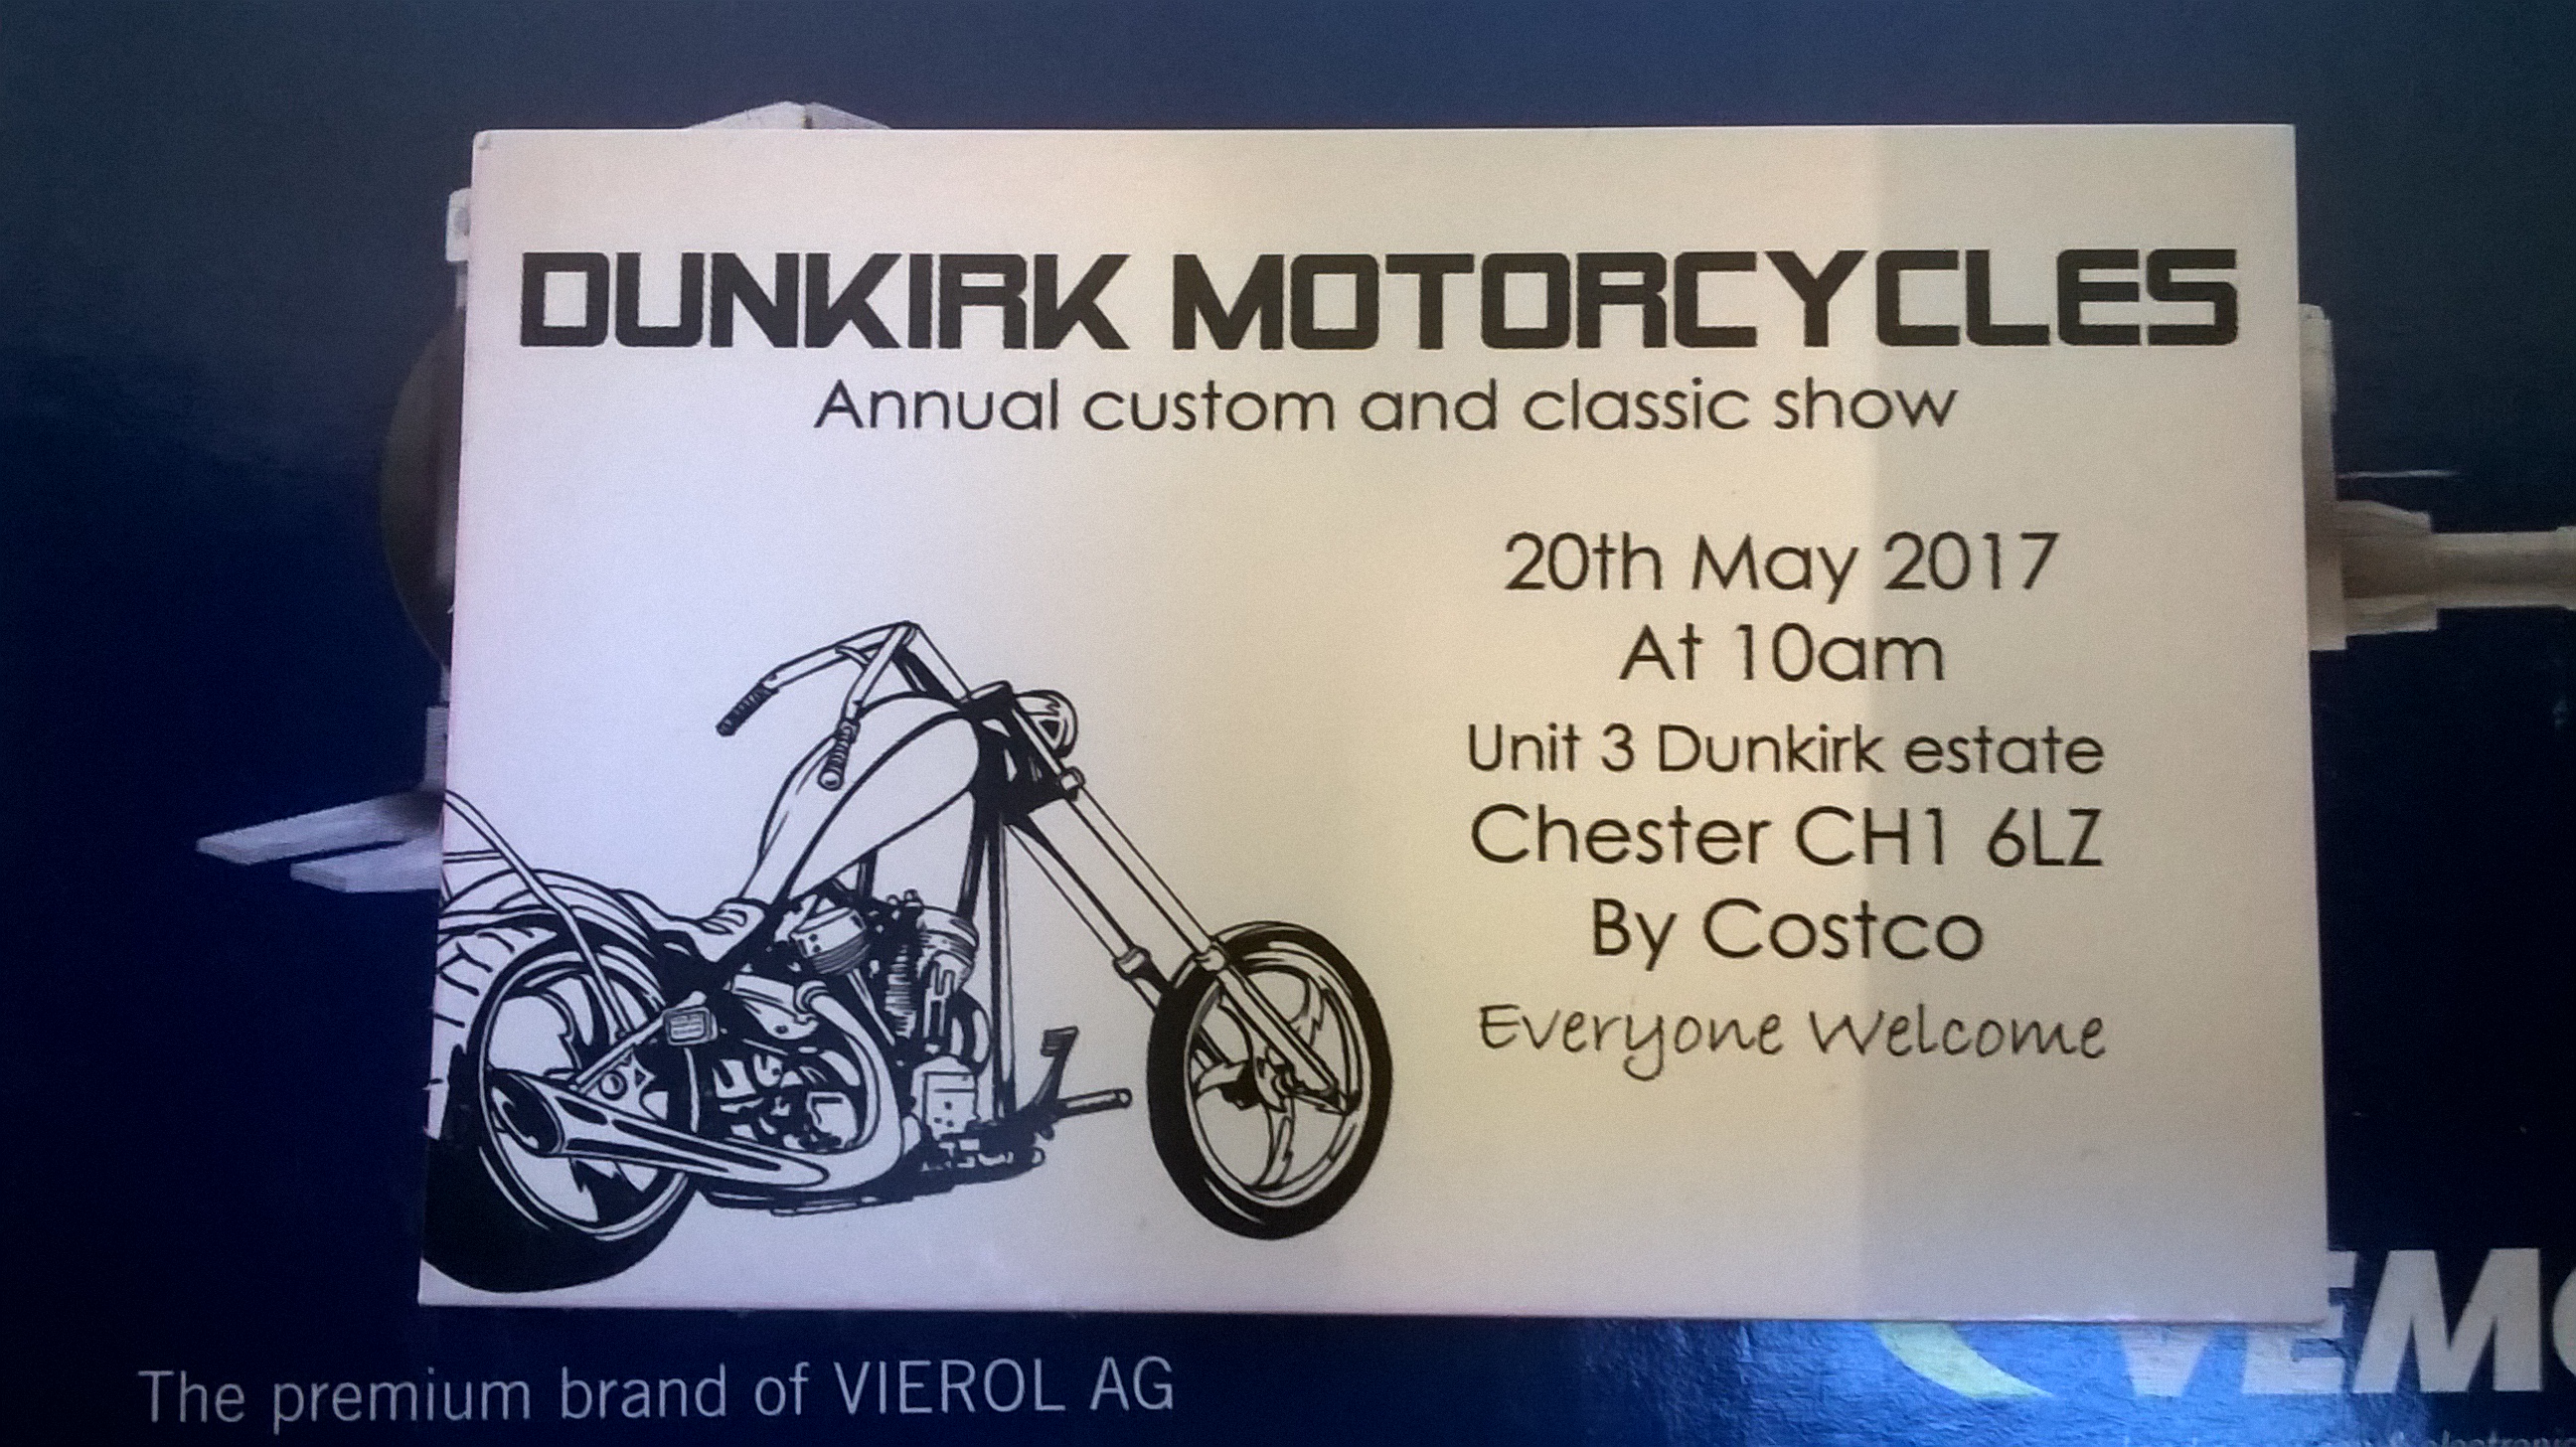 DUNKIRK MOTORCYCLES
Annual custom and classic show
20th May 2017
At 10am
Unit 3 Dunkirk estate
Chester CH1 6LZ
By Costco
Everyone Welcome
The premium brand of VIEROL AG